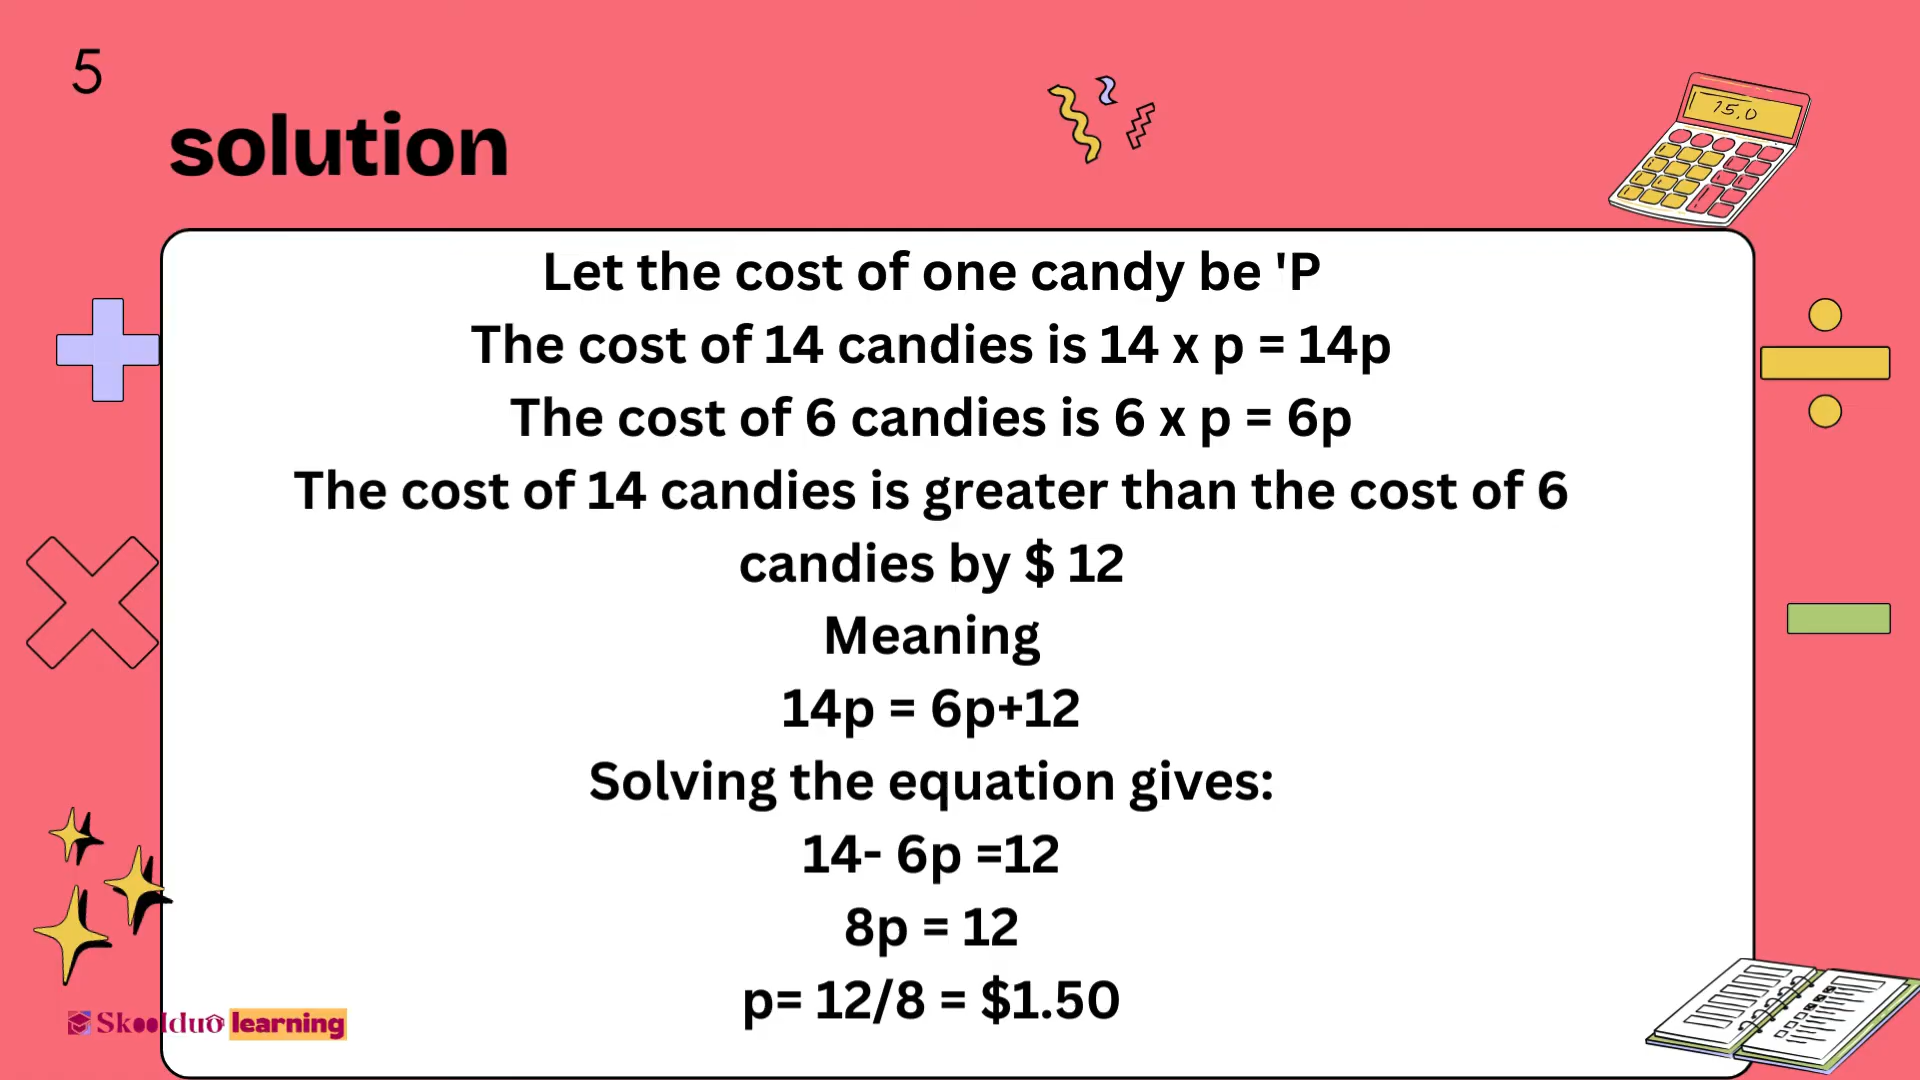 5
solution
15.0
Let the cost of one candy be 'P
The cost of 14 candies is 14 x p = 14p
The cost of 6 candies is 6 x p = 6p
The cost of 14 candies is greater than the cost of 6
candies by $ 12
Meaning
14p = 6p+12
Solving the equation gives:
14- 6p =12
8p = 12
p= 12/8 = $1.50
Skoolduo learning